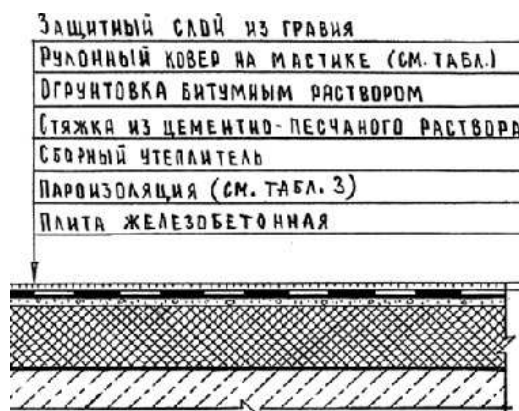 Защитный слой из гравия
Рулонный ковер на мастике (см. табл.)
Огрунтовка битумным раствором
Стяжка из цементно-песчаного раствора
Сборный утеплитель
Пароизоляция (см. табл. 3)
Плита железобетонная